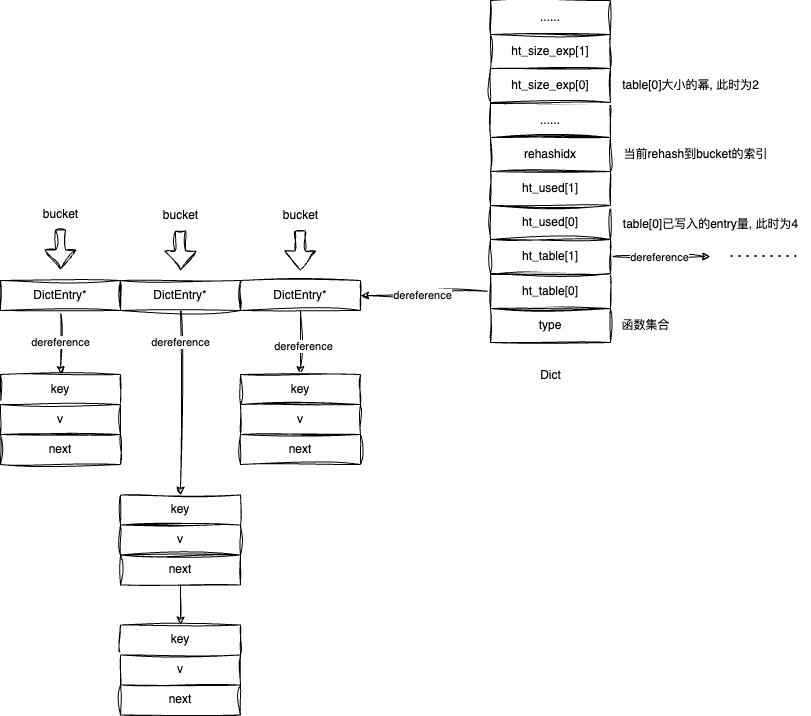 ......
ht_size_exp[1]
ht_size_exp[0] table[0]大小的幂, 此时为2
......
rehashidx 当前rehash到bucket的索引
ht_used[1]
ht_used[0] table[0]已写入的entry量, 此时为4
ht_table[1] dereference ·········
ht_table[0]
type 函数集合
Dict
dereference
bucket bucket bucket
DictEntry* DictEntry* DictEntry*
dereference dereference dereference
key key
v v
next next
key
v
next
key
v
next